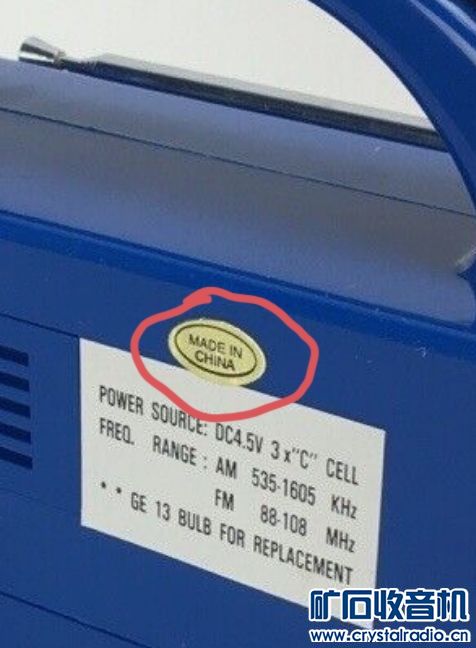 MADE IN
CHINA
POWER SOURCE: DC4.5V 3 x"C" CELL
FREQ. RANGE: AM 535-1605 KHz
FM 88-108 MHz
* * GE 13 BULB FOR REPLACEMENT
矿石收音机
www.crystalradio.cn